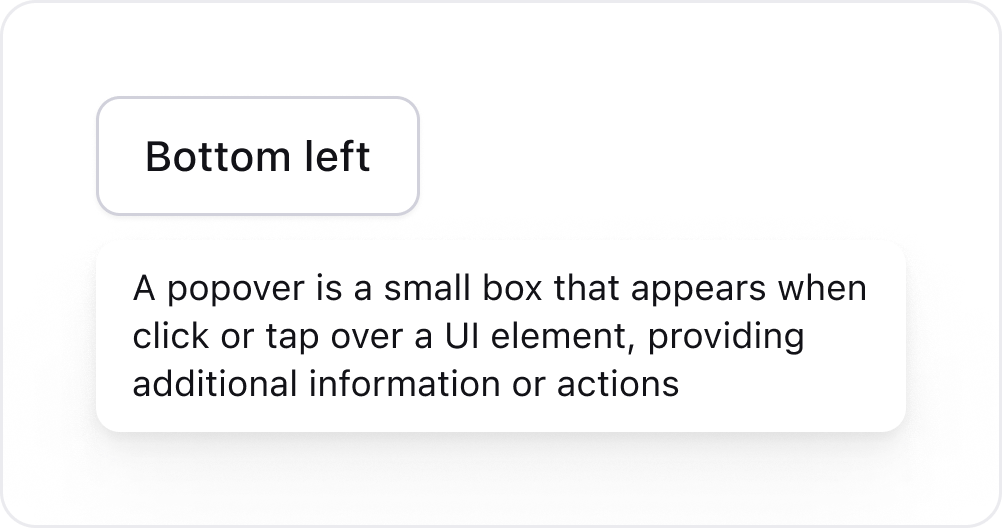 Bottom left
A popover is a small box that appears when
click or tap over a UI element, providing
additional information or actions